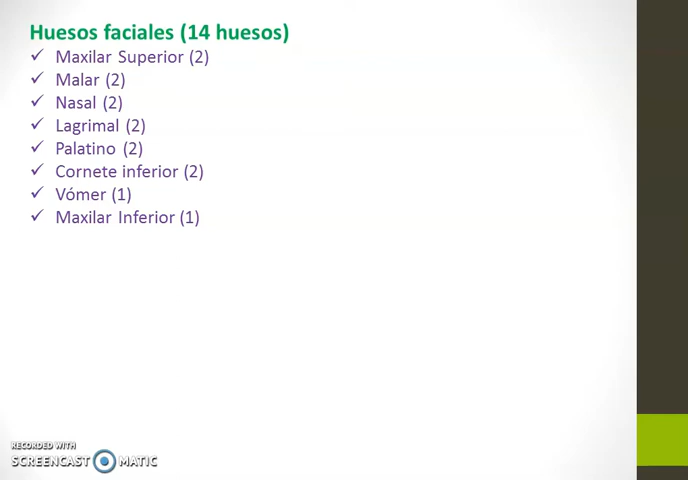 Huesos faciales (14 huesos)
✓ Maxilar Superior (2)
✓ Malar (2)
✓ Nasal (2)
✓ Lagrimal (2)
✓ Palatino (2)
✓ Cornete inferior (2)
✓ Vómer (1)
✓ Maxilar Inferior (1)
RECORDED WITH
SCREENCAST MATIC